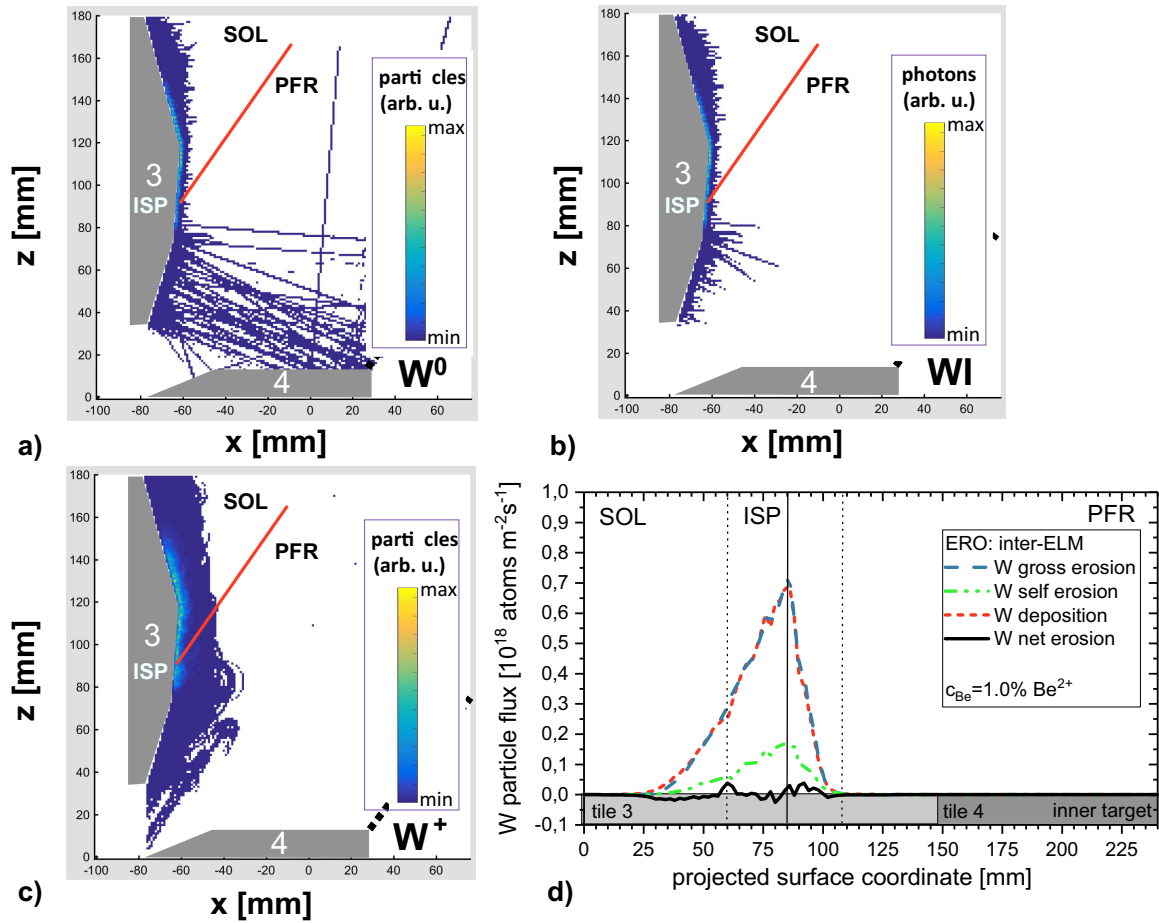 180
160
140
120
100
80
60
40
20
0
z [mm]
SOL
PFR
3
ISP
4
parti cles
(arb. u.)
max
min
W⁰
-100 -80 -60 -40 -20 0 20 40 60
a)
x [mm]
180
160
140
120
100
80
60
40
20
0
z [mm]
SOL
PFR
3
ISP
4
photons
(arb. u.)
max
min
WI
-100 -80 -60 -40 -20 0 20 40 60
b)
x [mm]
180
160
140
120
100
80
60
40
20
0
z [mm]
SOL
PFR
3
ISP
4
parti cles
(arb. u.)
max
min
W⁺
-100 -80 -60 -40 -20 0 20 40 60
c)
x [mm]
W particle flux [10¹⁸ atoms m⁻²s⁻¹]
1,0
0,9
0,8
0,7
0,6
0,5
0,4
0,3
0,2
0,1
0,0
-0,1
SOL ISP PFR
ERO: inter-ELM
W gross erosion
W self erosion
W deposition
W net erosion
c_Be=1.0% Be²⁺
tile 3 tile 4 inner target
0 25 50 75 100 125 150 175 200 225
d)
projected surface coordinate [mm]